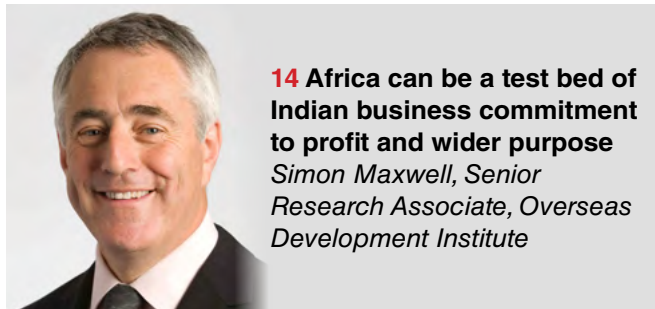 14 Africa can be a test bed of
Indian business commitment
to profit and wider purpose
Simon Maxwell, Senior
Research Associate, Overseas
Development Institute